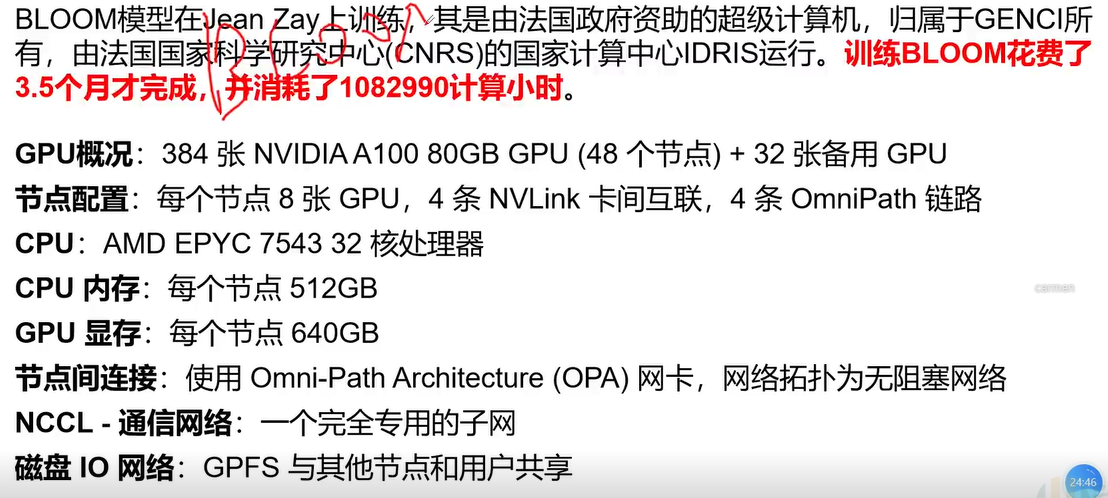 BLOOM模型在Jean Zay上训练，其是由法国政府资助的超级计算机，归属于GENCI所
有，由法国国家科学研究中心(CNRS)的国家计算中心IDRIS运行。训练BLOOM花费了
3.5个月才完成，并消耗了1082990计算小时。
GPU概况：384 张 NVIDIA A100 80GB GPU (48 个节点) + 32 张备用 GPU
节点配置：每个节点 8 张 GPU，4 条 NVLink 卡间互联，4 条 OmniPath 链路
CPU：AMD EPYC 7543 32 核处理器
CPU 内存：每个节点 512GB
carmen
GPU 显存：每个节点 640GB
节点间连接：使用 Omni-Path Architecture (OPA) 网卡，网络拓扑为无阻塞网络
NCCL - 通信网络：一个完全专用的子网
磁盘 IO 网络：GPFS 与其他节点和用户共享
24:46